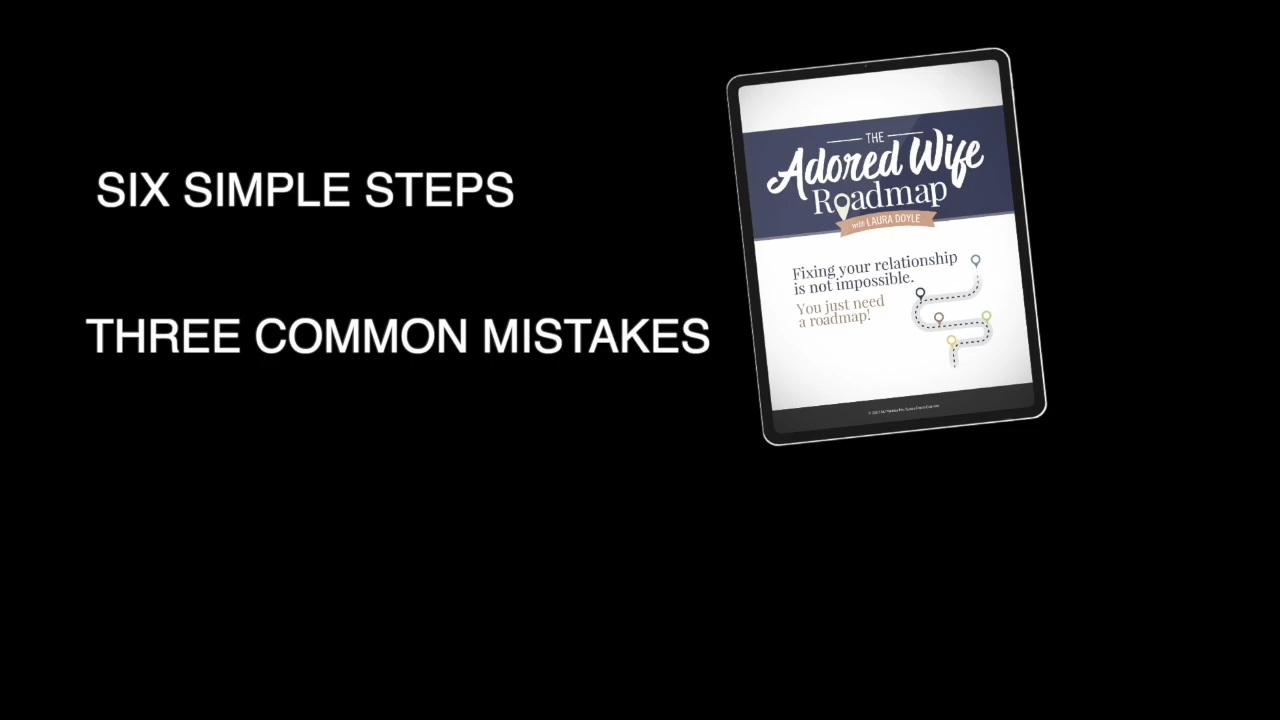 SIX SIMPLE STEPS
THREE COMMON MISTAKES
THE
Adored Wife
Roadmap
with LAURA DOYLE
Fixing your relationship
is not impossible.
You just need
a roadmap!